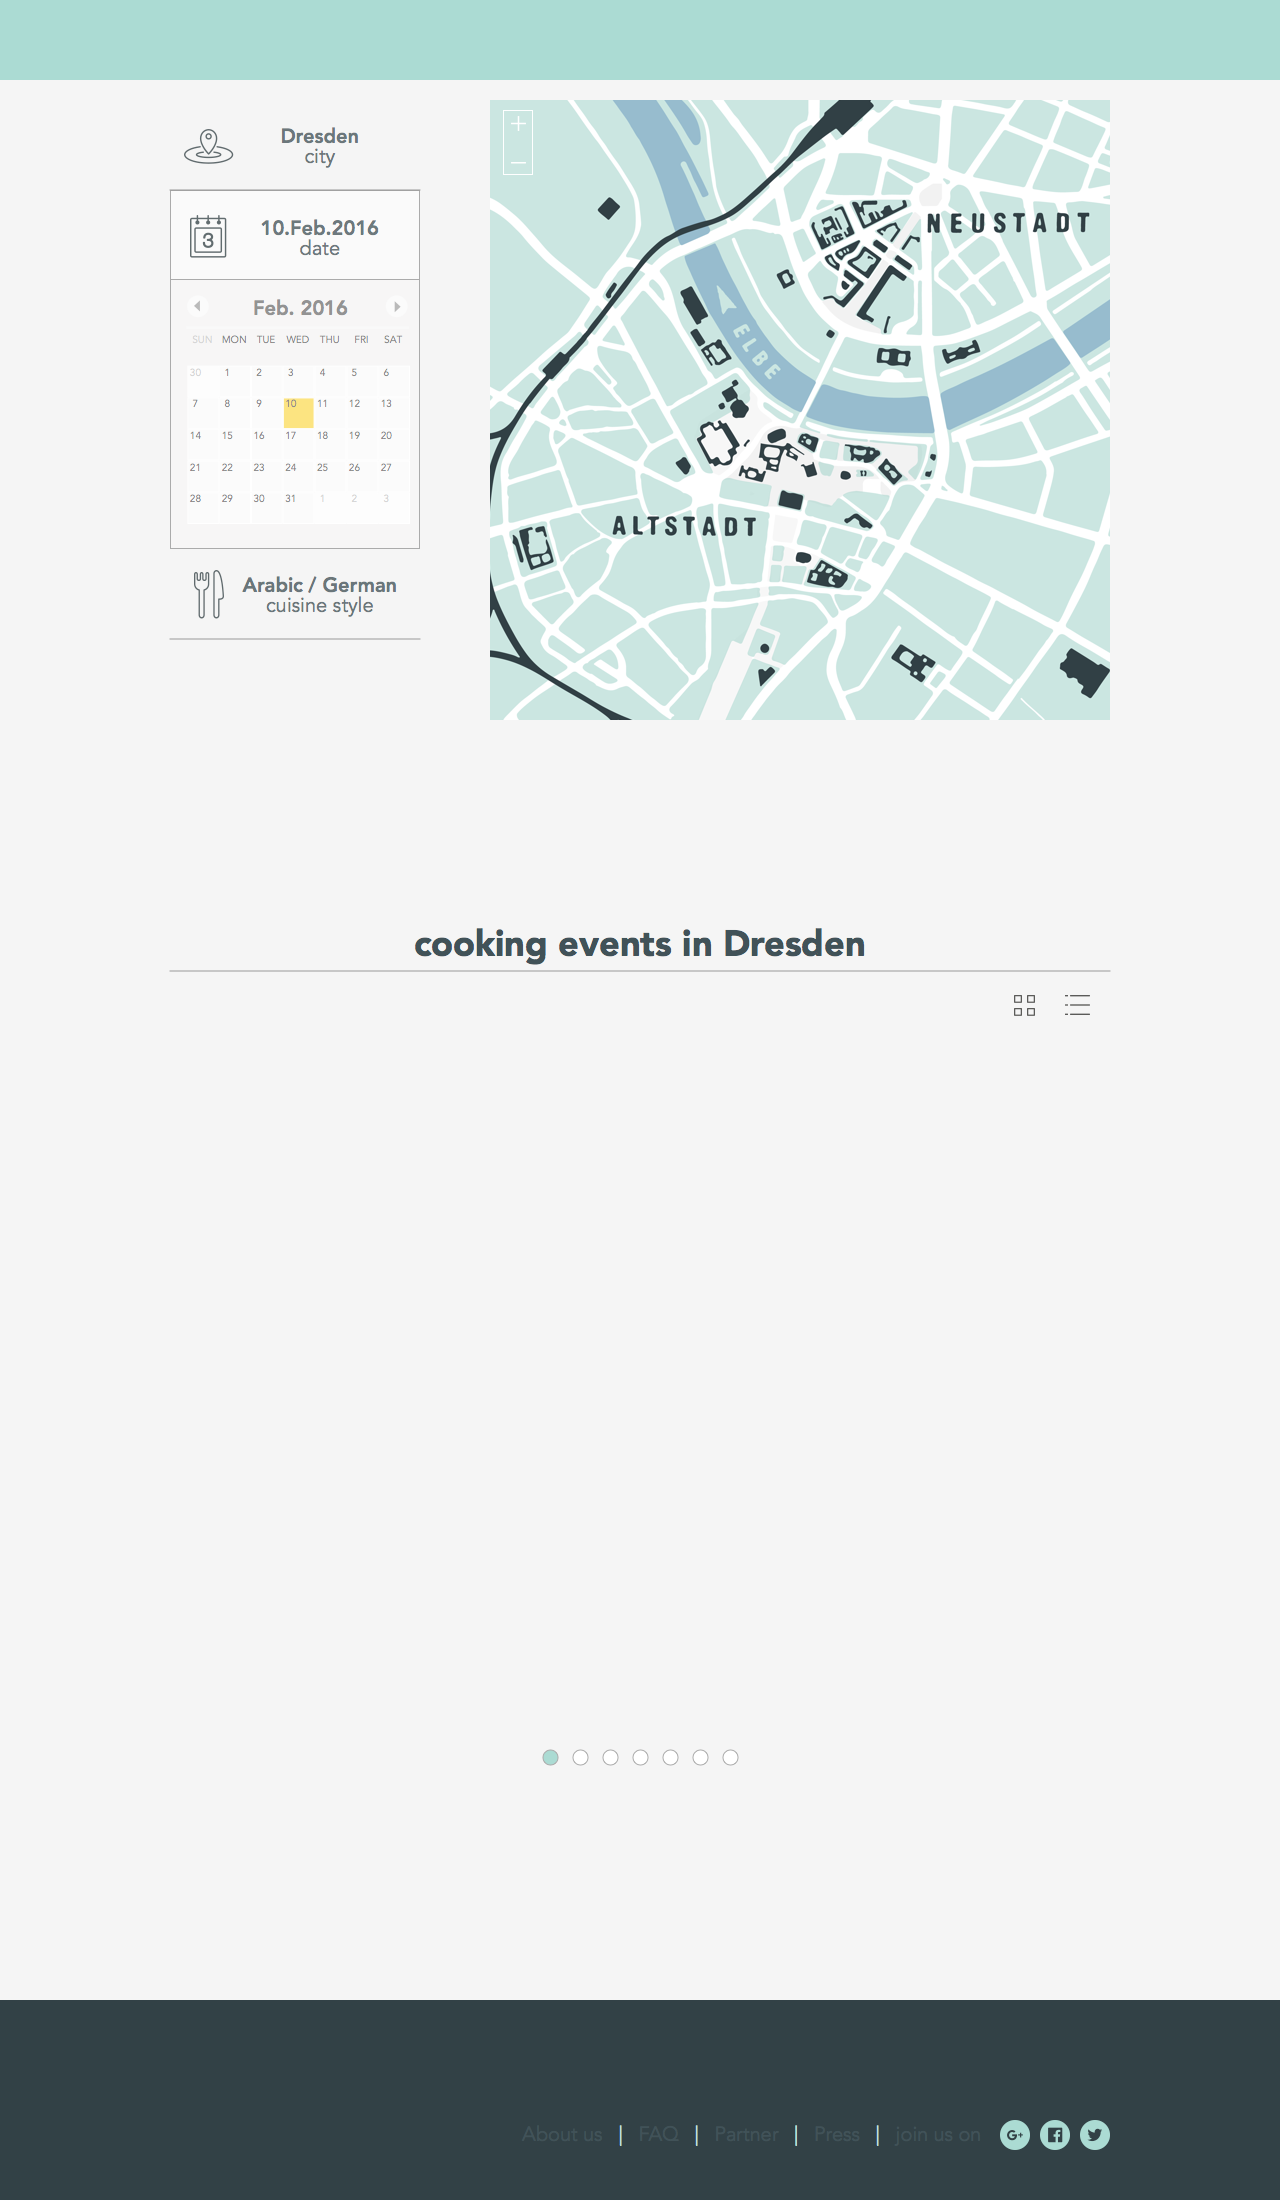 Dresden
city
10.Feb.2016
date
3
Feb. 2016
SUN MON TUE WED THU FRI SAT
30 1 2 3 4 5 6
7 8 9 10 11 12 13
14 15 16 17 18 19 20
21 22 23 24 25 26 27
28 29 30 31 1 2 3
Arabic / German
cuisine style
+
−
NEUSTADT
ELBE
ALTSTADT
cooking events in Dresden
About us | FAQ | Partner | Press | join us on G+